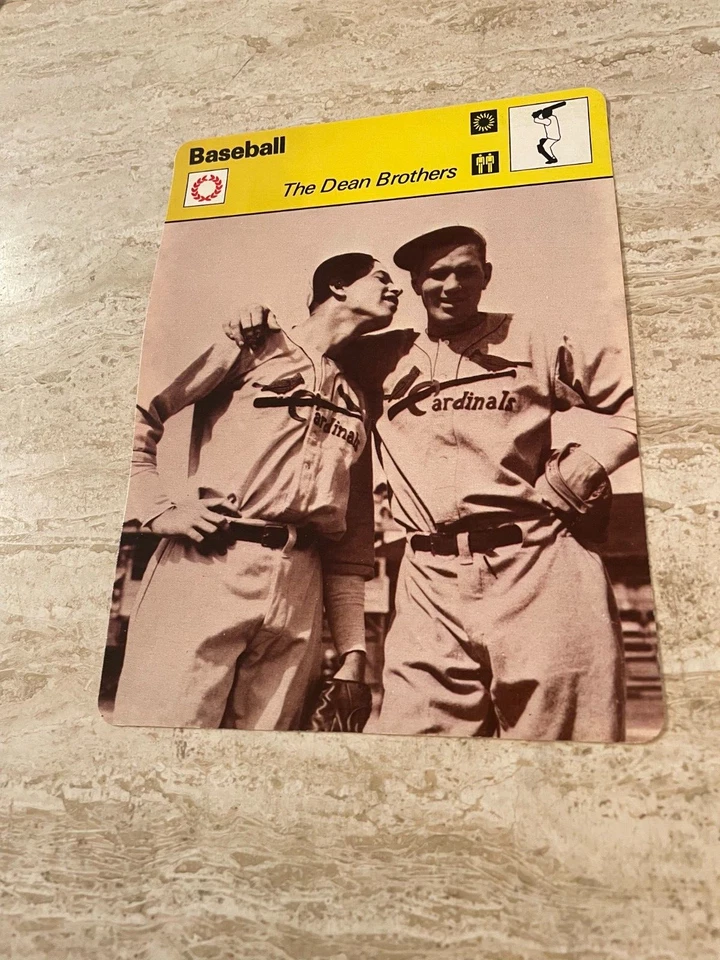 Baseball
The Dean Brothers
Cardinals
Cardinals